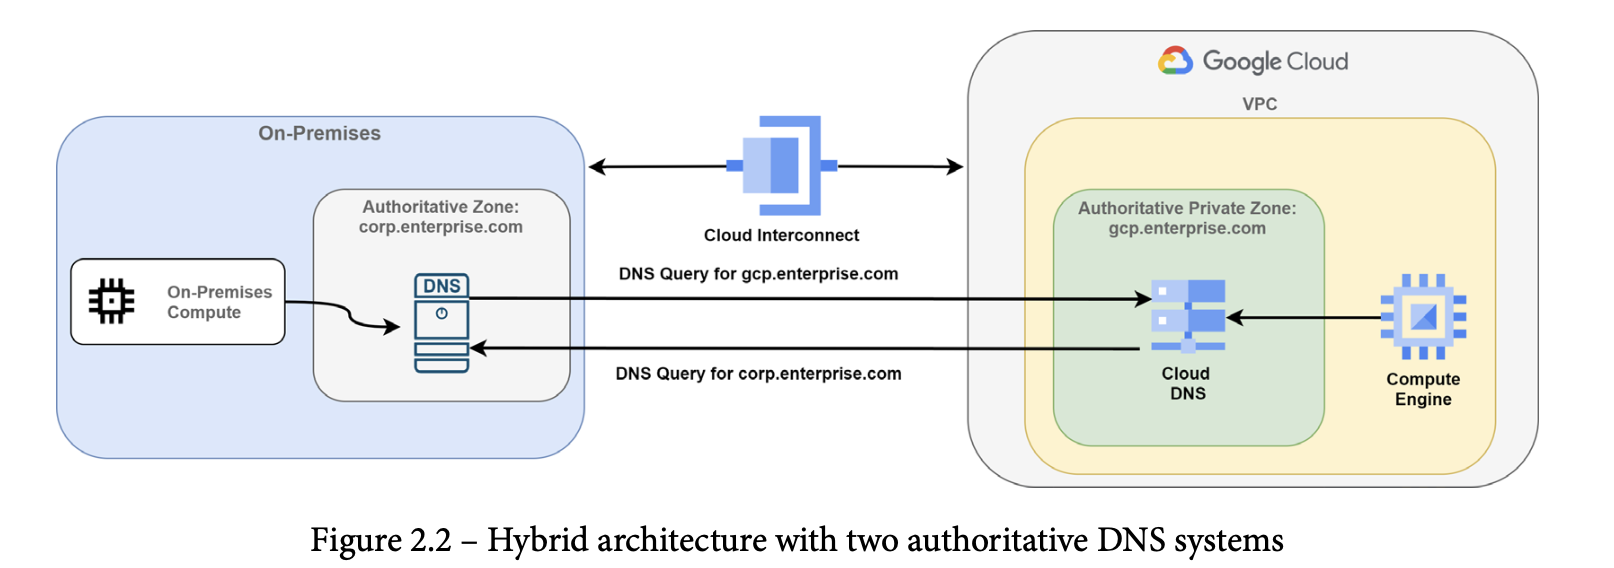 Google Cloud
VPC
On-Premises
Authoritative Zone:
corp.enterprise.com
On-Premises
Compute
DNS
Cloud Interconnect
DNS Query for gcp.enterprise.com
DNS Query for corp.enterprise.com
Authoritative Private Zone:
gcp.enterprise.com
Cloud
DNS
Compute
Engine
Figure 2.2 – Hybrid architecture with two authoritative DNS systems